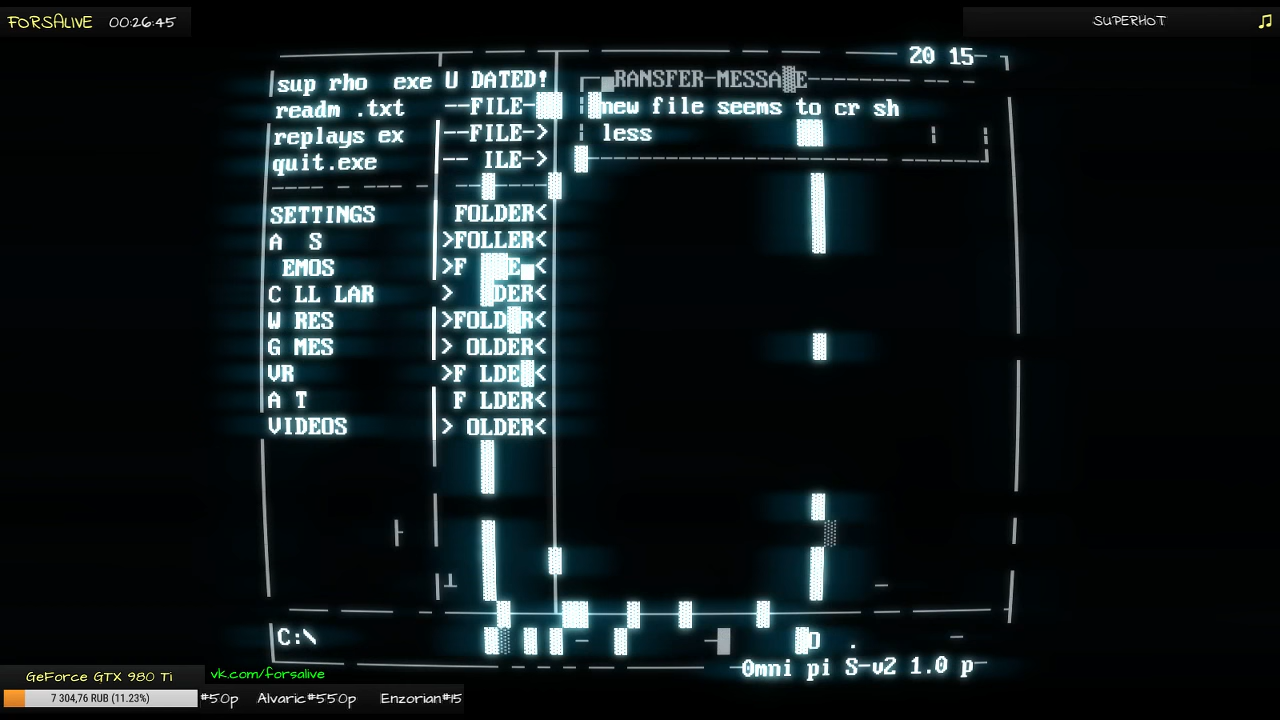 FORSALIVE 00:26:45
SUPERHOT
20 15
sup rho exe U DATED!
RANSFER-MESSA E
readm .txt --FILE-
new file seems to cr sh
replays ex --FILE->
less
quit.exe -- ILE->
SETTINGS FOLDER<
A S >FOLLER<
EMOS >F E <
C LL LAR > DER<
W RES >FOLD R<
G MES > OLDER<
VR >F LDE <
A T F LDER<
VIDEOS > OLDER<
C:\ D .
Omni pi S-v2 1.0 p
GeForce GTX 980 Ti
vk.com/forsalive
7 304,76 RUB (11.23%)
#50p Alvaric#550p Enzorian#15